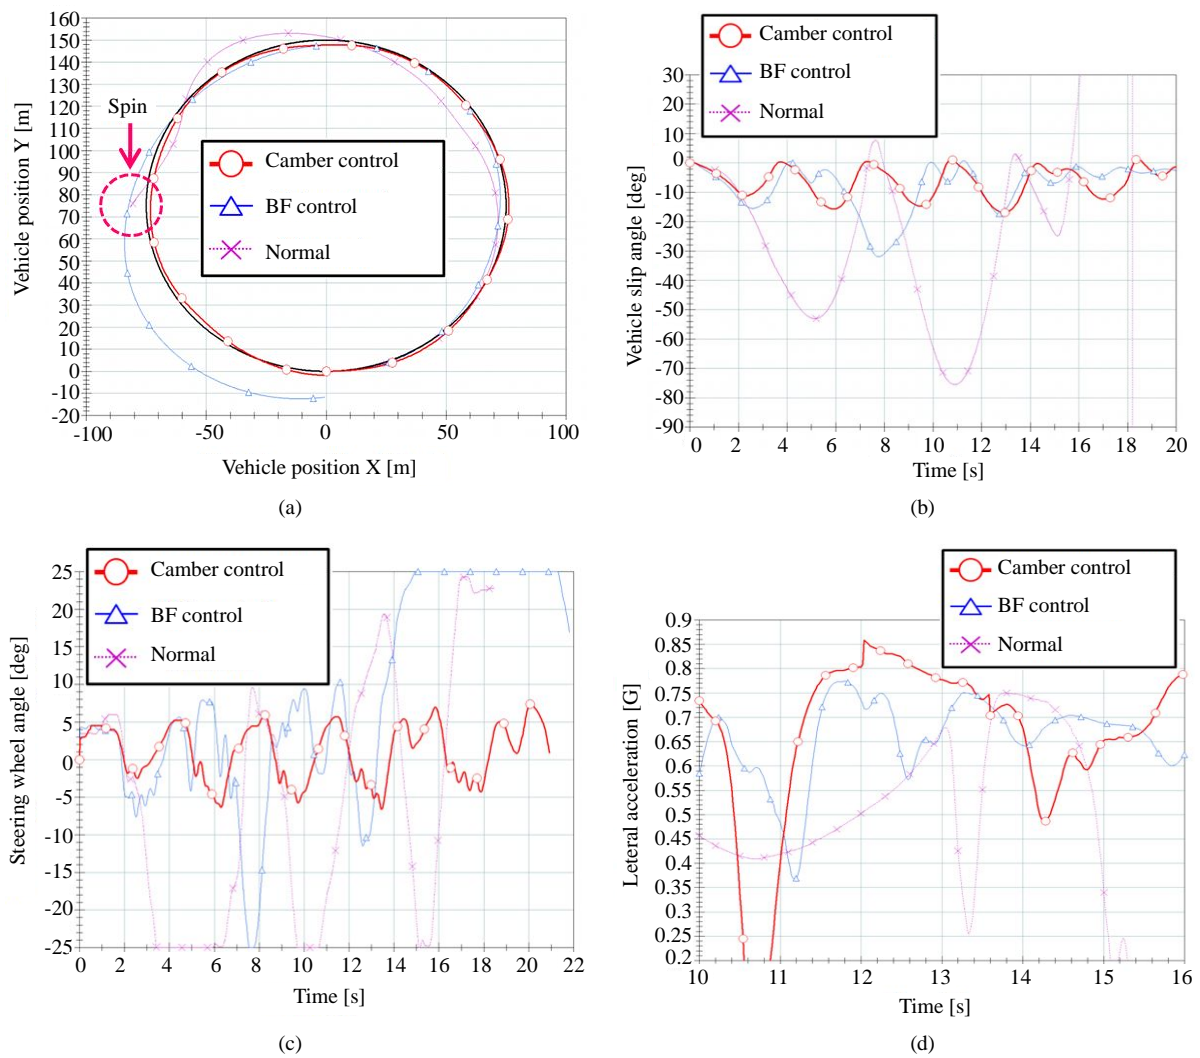 160
150
140
130
120
110
100
90
80
70
60
50
40
30
20
10
0
-10
-20
-100
-50
0
50
100
Vehicle position Y [m]
Vehicle position X [m]
Spin
Camber control
BF control
Normal
(a)
Camber control
BF control
Normal
30
20
10
0
-10
-20
-30
-40
-50
-60
-70
-80
-90
0 2 4 6 8 10 12 14 16 18 20
Vehicle slip angle [deg]
Time [s]
(b)
Camber control
BF control
Normal
25
20
15
10
5
0
-5
-10
-15
-20
-25
0 2 4 6 8 10 12 14 16 18 20 22
Steering wheel angle [deg]
Time [s]
(c)
Camber control
BF control
Normal
0.9
0.85
0.8
0.75
0.7
0.65
0.6
0.5
0.45
0.4
0.35
0.3
0.25
0.2
10 11 12 13 14 15 16
Leteral acceleration [G]
Time [s]
(d)